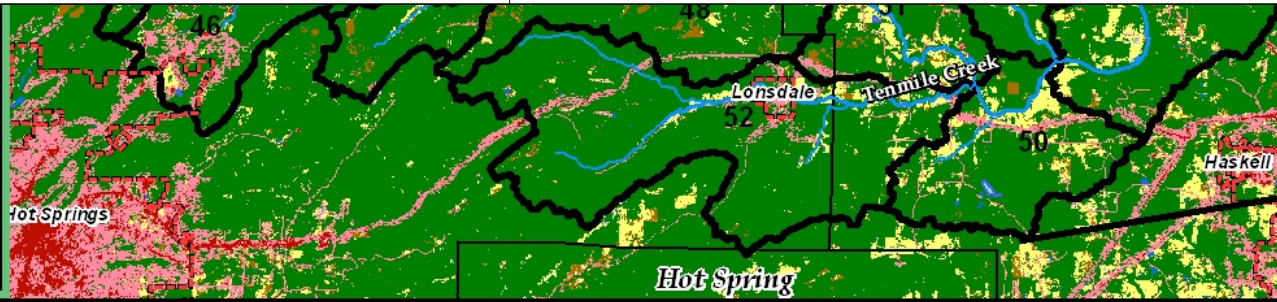 46
48
Tenmile Creek
Lonsdale
52
50
Haskell
Hot Springs
Hot Spring